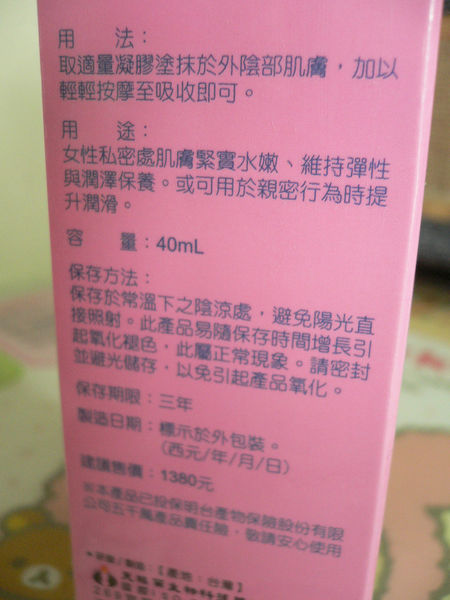 用　　法：
取適量凝膠塗抹於外陰部肌膚，加以
輕輕按摩至吸收即可。
用　　途：
女性私密處肌膚緊實水嫩、維持彈性
與潤澤保養。或可用於親密行為時提
升潤滑。
容　　量：40mL
保存方法：
保存於常溫下之陰涼處，避免陽光直
接照射。此產品易隨保存時間增長引
起氧化褪色，此屬正常現象。請密封
並避光儲存，以免引起產品氧化。
保存期限：三年
製造日期：標示於外包裝。
（西元/年/月/日）
建議售價：1380元
※本產品已投保明台產物保險股份有限
公司五千萬產品責任險，敬請安心使用
製造：【產地：台灣】